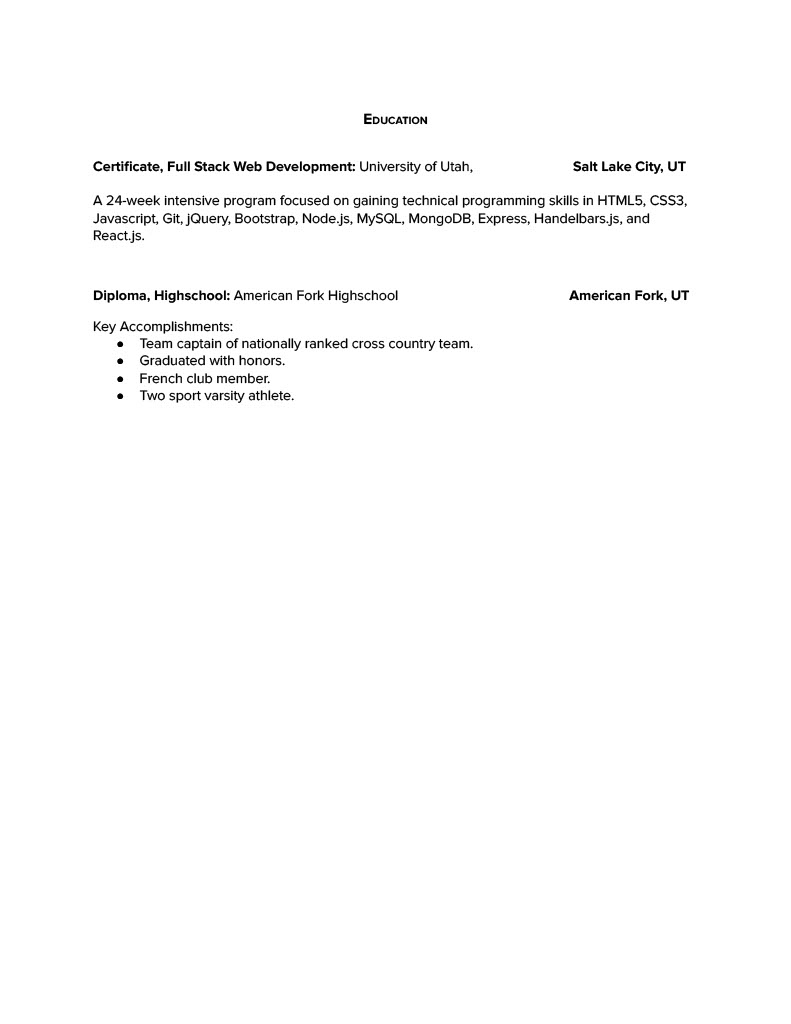 Education
Certificate, Full Stack Web Development: University of Utah, Salt Lake City, UT
A 24-week intensive program focused on gaining technical programming skills in HTML5, CSS3,
Javascript, Git, jQuery, Bootstrap, Node.js, MySQL, MongoDB, Express, Handelbars.js, and
React.js.
Diploma, Highschool: American Fork Highschool American Fork, UT
Key Accomplishments:
● Team captain of nationally ranked cross country team.
● Graduated with honors.
● French club member.
● Two sport varsity athlete.